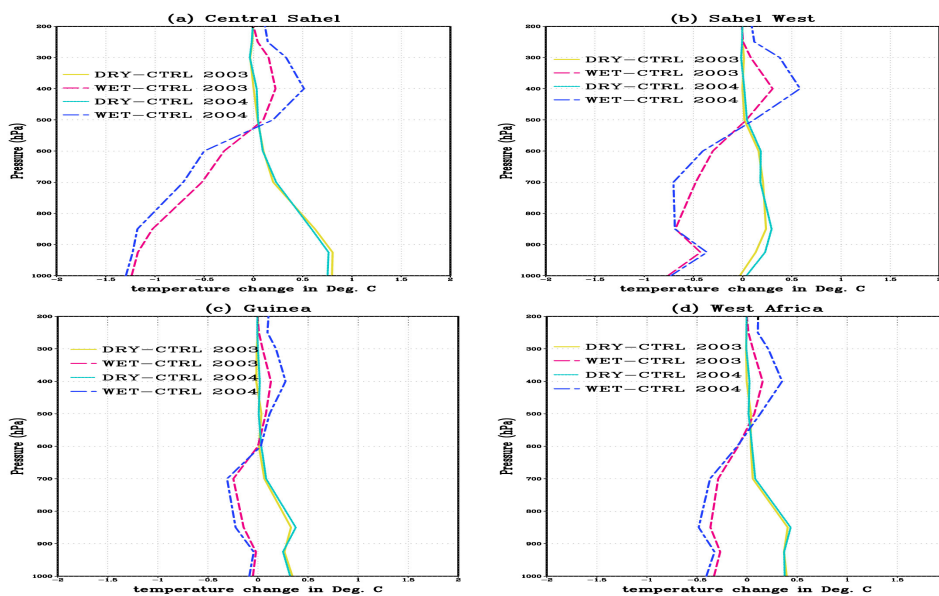 (a) Central Sahel
200
300
400
500
600
700
800
900
1000
Pressure (hPa)
DRY-CTRL 2003
WET-CTRL 2003
DRY-CTRL 2004
WET-CTRL 2004
-2 -1.5 -1 -0.5 0 0.5 1 1.5 2
temperature change in Deg. C
(b) Sahel West
200
300
400
500
600
700
800
900
1000
Pressure (hPa)
DRY-CTRL 2003
WET-CTRL 2003
DRY-CTRL 2004
WET-CTRL 2004
-2 -1.5 -1 -0.5 0 0.5 1 1.5 2
temperature change in Deg. C
(c) Guinea
200
300
400
500
600
700
800
900
1000
Pressure (hPa)
DRY-CTRL 2003
WET-CTRL 2003
DRY-CTRL 2004
WET-CTRL 2004
-2 -1.5 -1 -0.5 0 0.5 1 1.5 2
temperature change in Deg. C
(d) West Africa
200
300
400
500
600
700
800
900
1000
Pressure (hPa)
DRY-CTRL 2003
WET-CTRL 2003
DRY-CTRL 2004
WET-CTRL 2004
-2 -1.5 -1 -0.5 0 0.5 1 1.5
temperature change in Deg. C